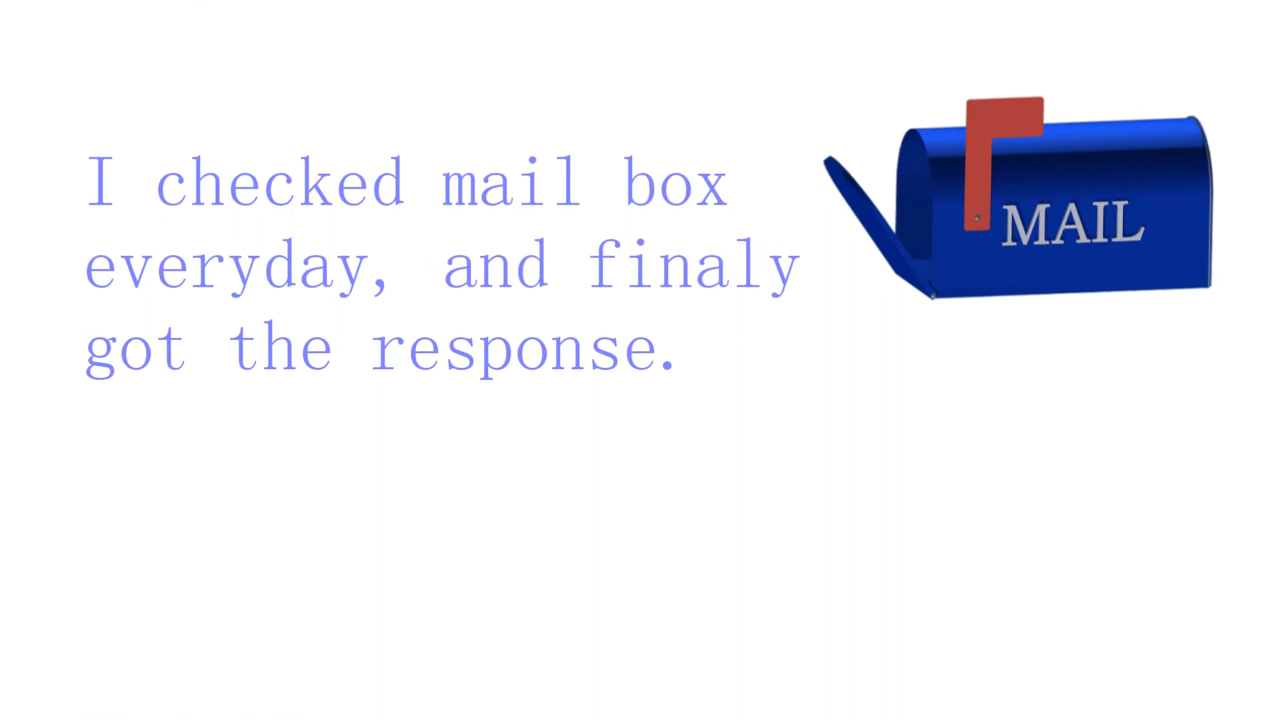 I checked mail box
everyday, and finaly
got the response.
MAIL